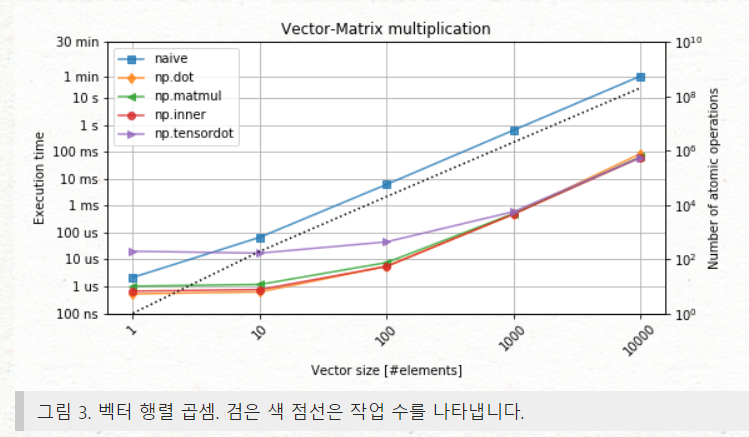 Vector-Matrix multiplication
30 min
1 min
10 s
1 s
100 ms
10 ms
1 ms
100 us
10 us
1 us
100 ns
Execution time
naive
np.dot
np.matmul
np.inner
np.tensordot
10^10
10^8
10^6
10^4
10^2
10^0
Number of atomic operations
1
10
100
1000
10000
Vector size [#elements]
그림 3. 벡터 행렬 곱셈. 검은 색 점선은 작업 수를 나타냅니다.